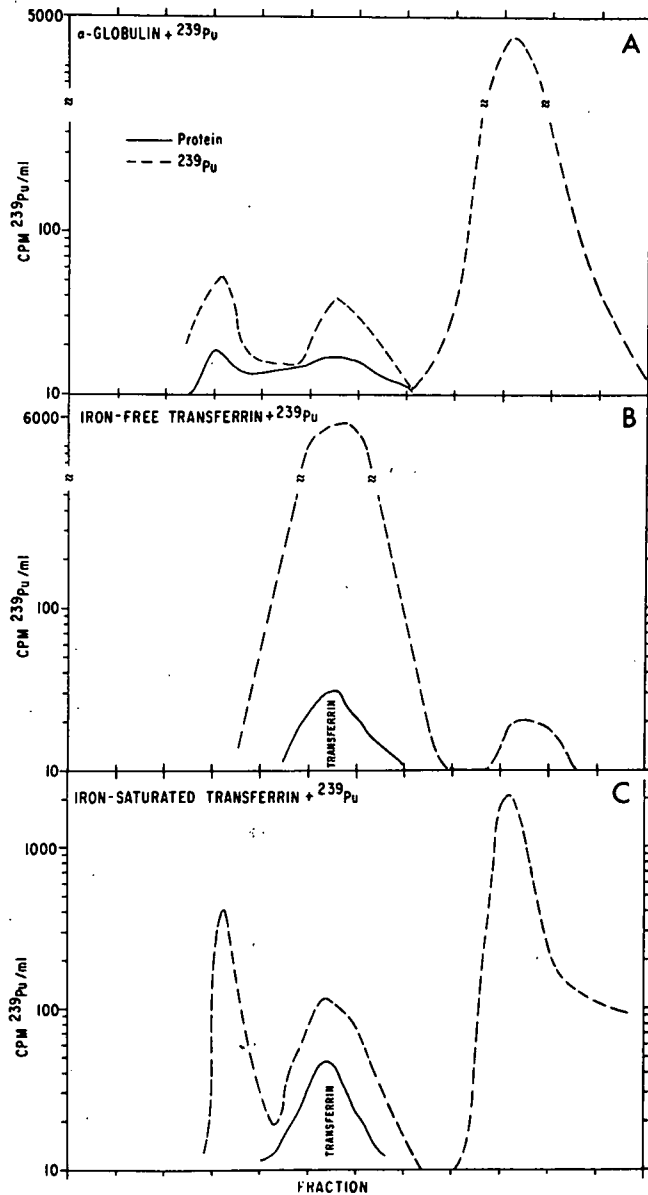 5000
α-GLOBULIN + 239Pu
A
Protein
239Pu
CPM 239Pu/ml
100
10
6000
IRON-FREE TRANSFERRIN + 239Pu
B
CPM 239Pu/ml
100
TRANSFERRIN
10
IRON-SATURATED TRANSFERRIN + 239Pu
C
1000
CPM 239Pu/ml
100
TRANSFERRIN
10
FRACTION